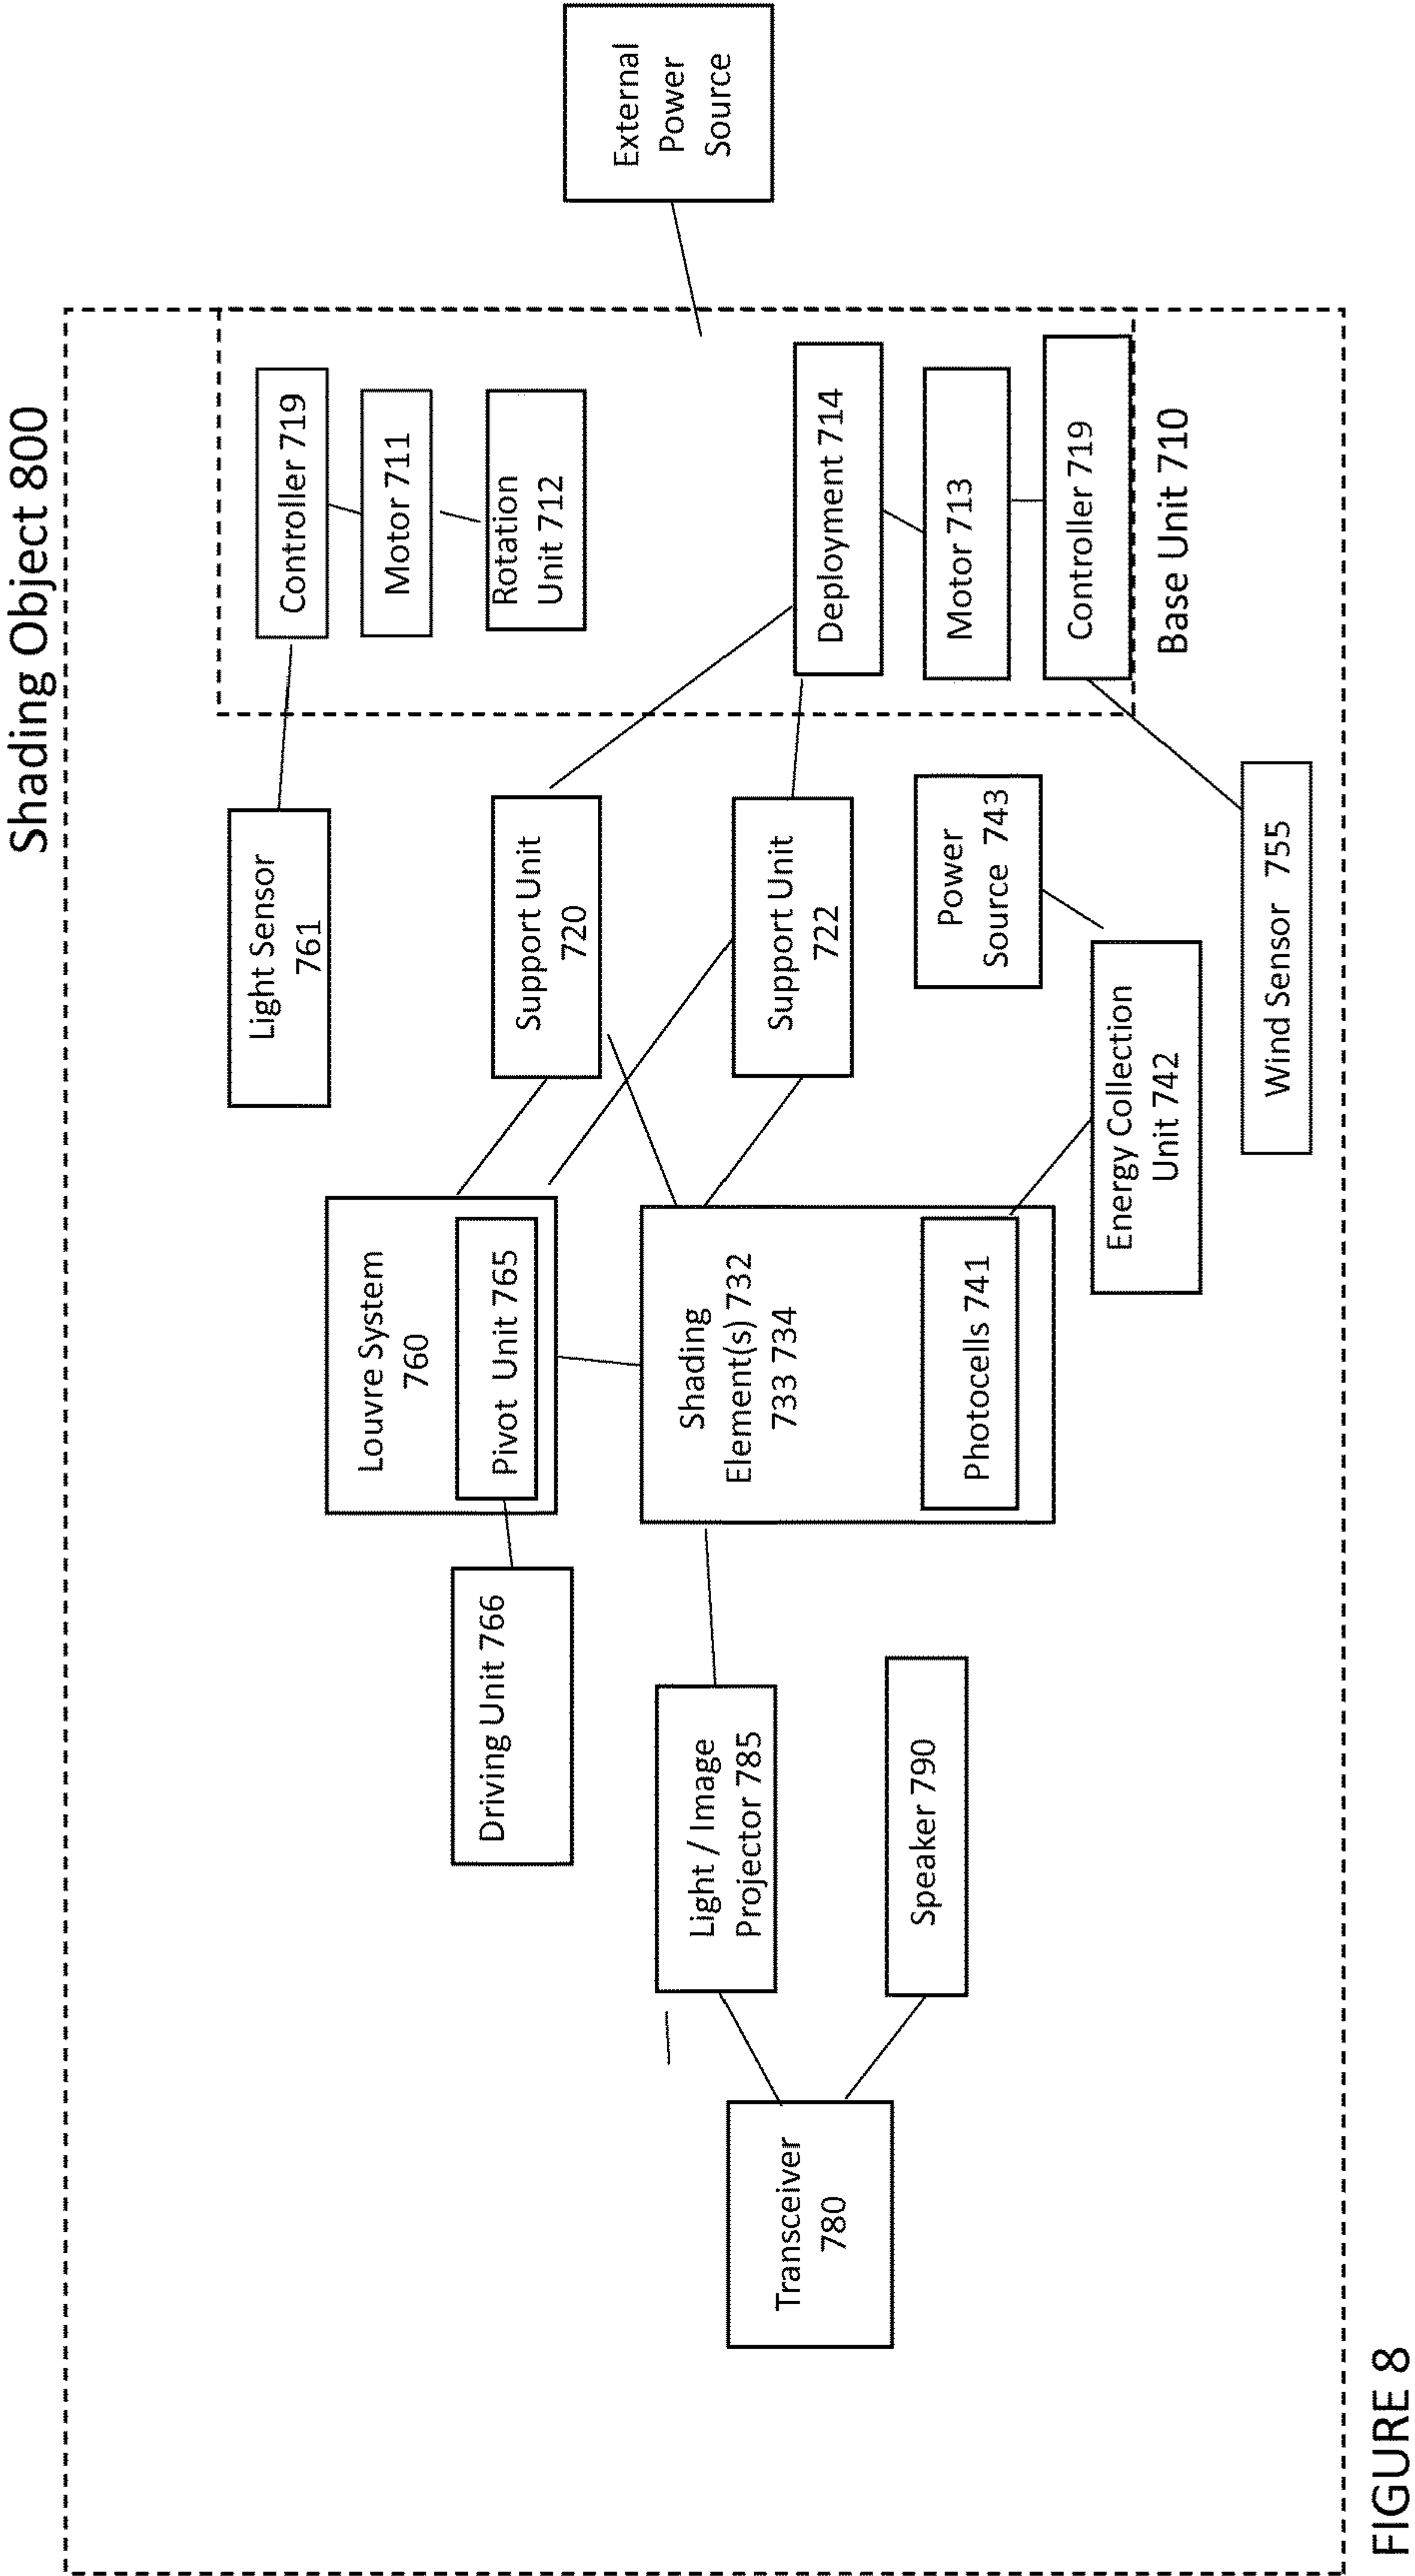 Shading Object 800
Light Sensor
761
Controller 719
Motor 711
Rotation
Unit 712
External
Power
Source
Louvre System
760
Pivot Unit 765
Driving Unit 766
Support Unit
720
Support Unit
722
Shading
Element(s) 732
733 734
Photocells 741
Light / Image
Projector 785
Speaker 790
Transceiver
780
Power
Source 743
Energy Collection
Unit 742
Deployment 714
Motor 713
Controller 719
Base Unit 710
Wind Sensor 755
FIGURE 8